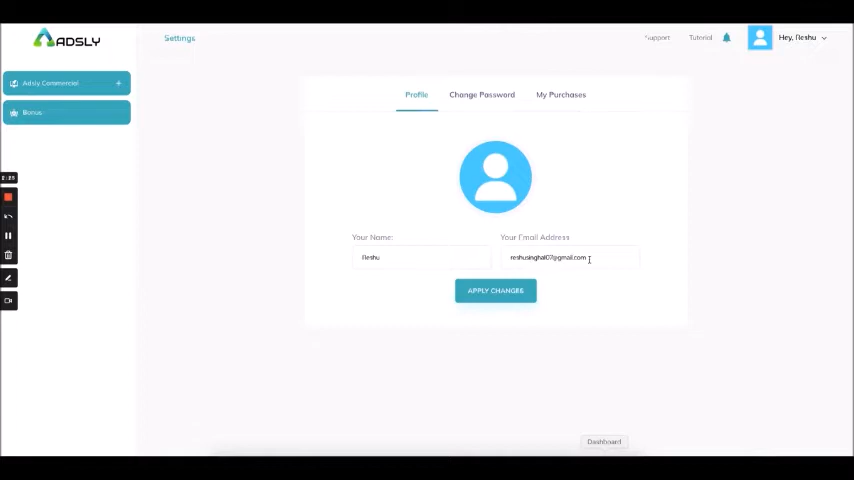 ADSLY
Settings
Support
Tutorial
Hey, Reshu
Adsly Commercial
+
Bonus
Profile
Change Password
My Purchases
2:25
Your Name:
Your Email Address
Reshu
reshusinghal07@gmail.com
APPLY CHANGES
Dashboard